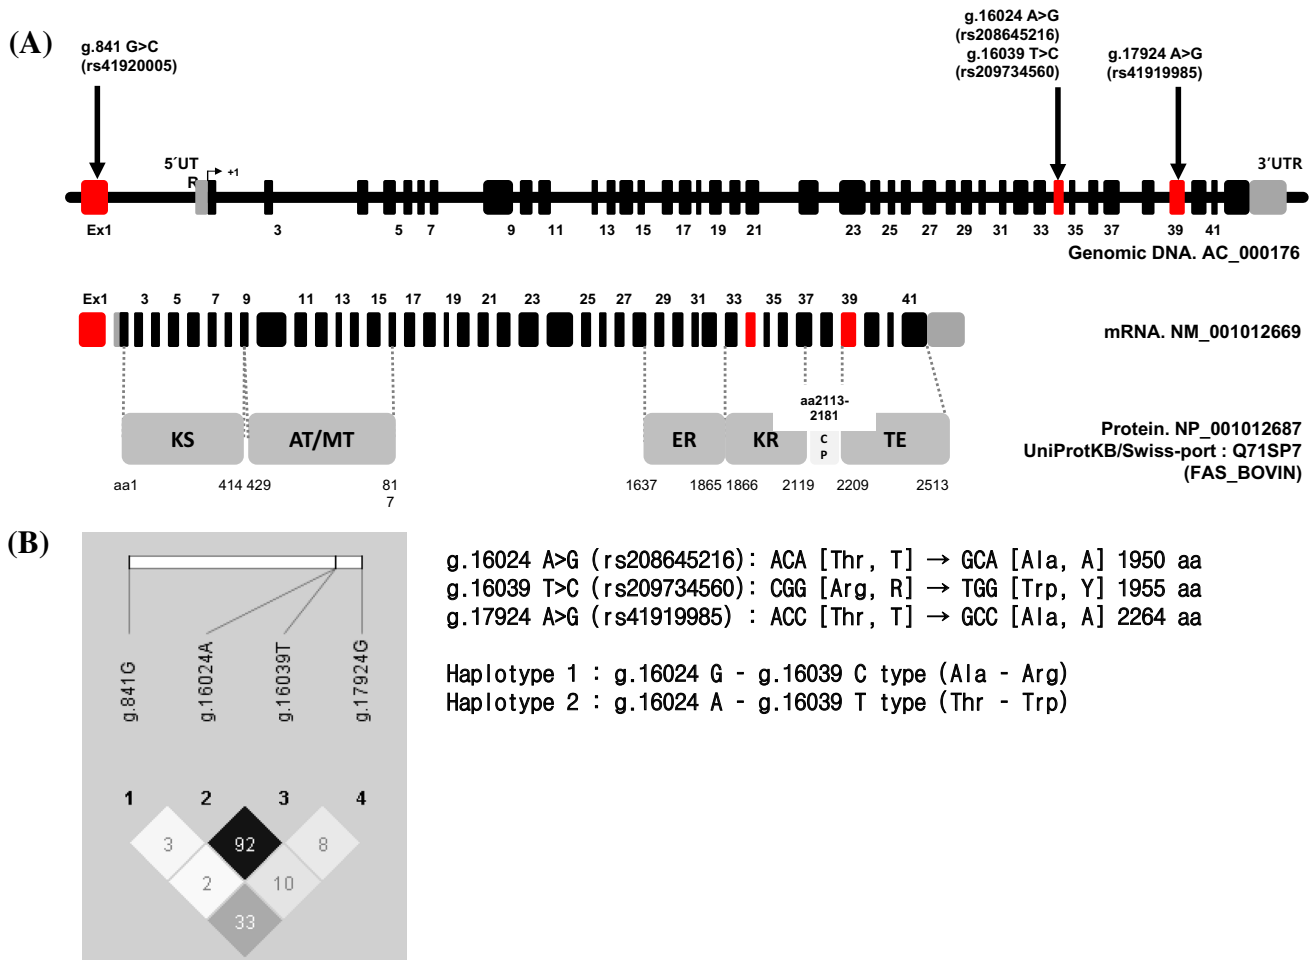 (A)
g.841 G>C
(rs41920005)
g.16024 A>G
(rs208645216)
g.16039 T>C
(rs209734560)
g.17924 A>G
(rs41919985)
5´UT
R
+1
3’UTR
Ex1 3 5 7 9 11 13 15 17 19 21 23 25 27 29 31 33 35 37 39 41
Genomic DNA. AC_000176
Ex1 3 5 7 9 11 13 15 17 19 21 23 25 27 29 31 33 35 37 39 41
mRNA. NM_001012669
aa2113-
2181
KS AT/MT ER KR C TE
P
Protein. NP_001012687
UniProtKB/Swiss-port : Q71SP7
(FAS_BOVIN)
aa1 414 429 81 1637 1865 1866 2119 2209 2513
7
(B)
g.841G
g.16024A
g.16039T
g.17924G
1 2 3 4
3 92 8
2 10
33
g.16024 A>G (rs208645216): ACA [Thr, T] → GCA [Ala, A] 1950 aa
g.16039 T>C (rs209734560): CGG [Arg, R] → TGG [Trp, Y] 1955 aa
g.17924 A>G (rs41919985) : ACC [Thr, T] → GCC [Ala, A] 2264 aa
Haplotype 1 : g.16024 G - g.16039 C type (Ala - Arg)
Haplotype 2 : g.16024 A - g.16039 T type (Thr - Trp)